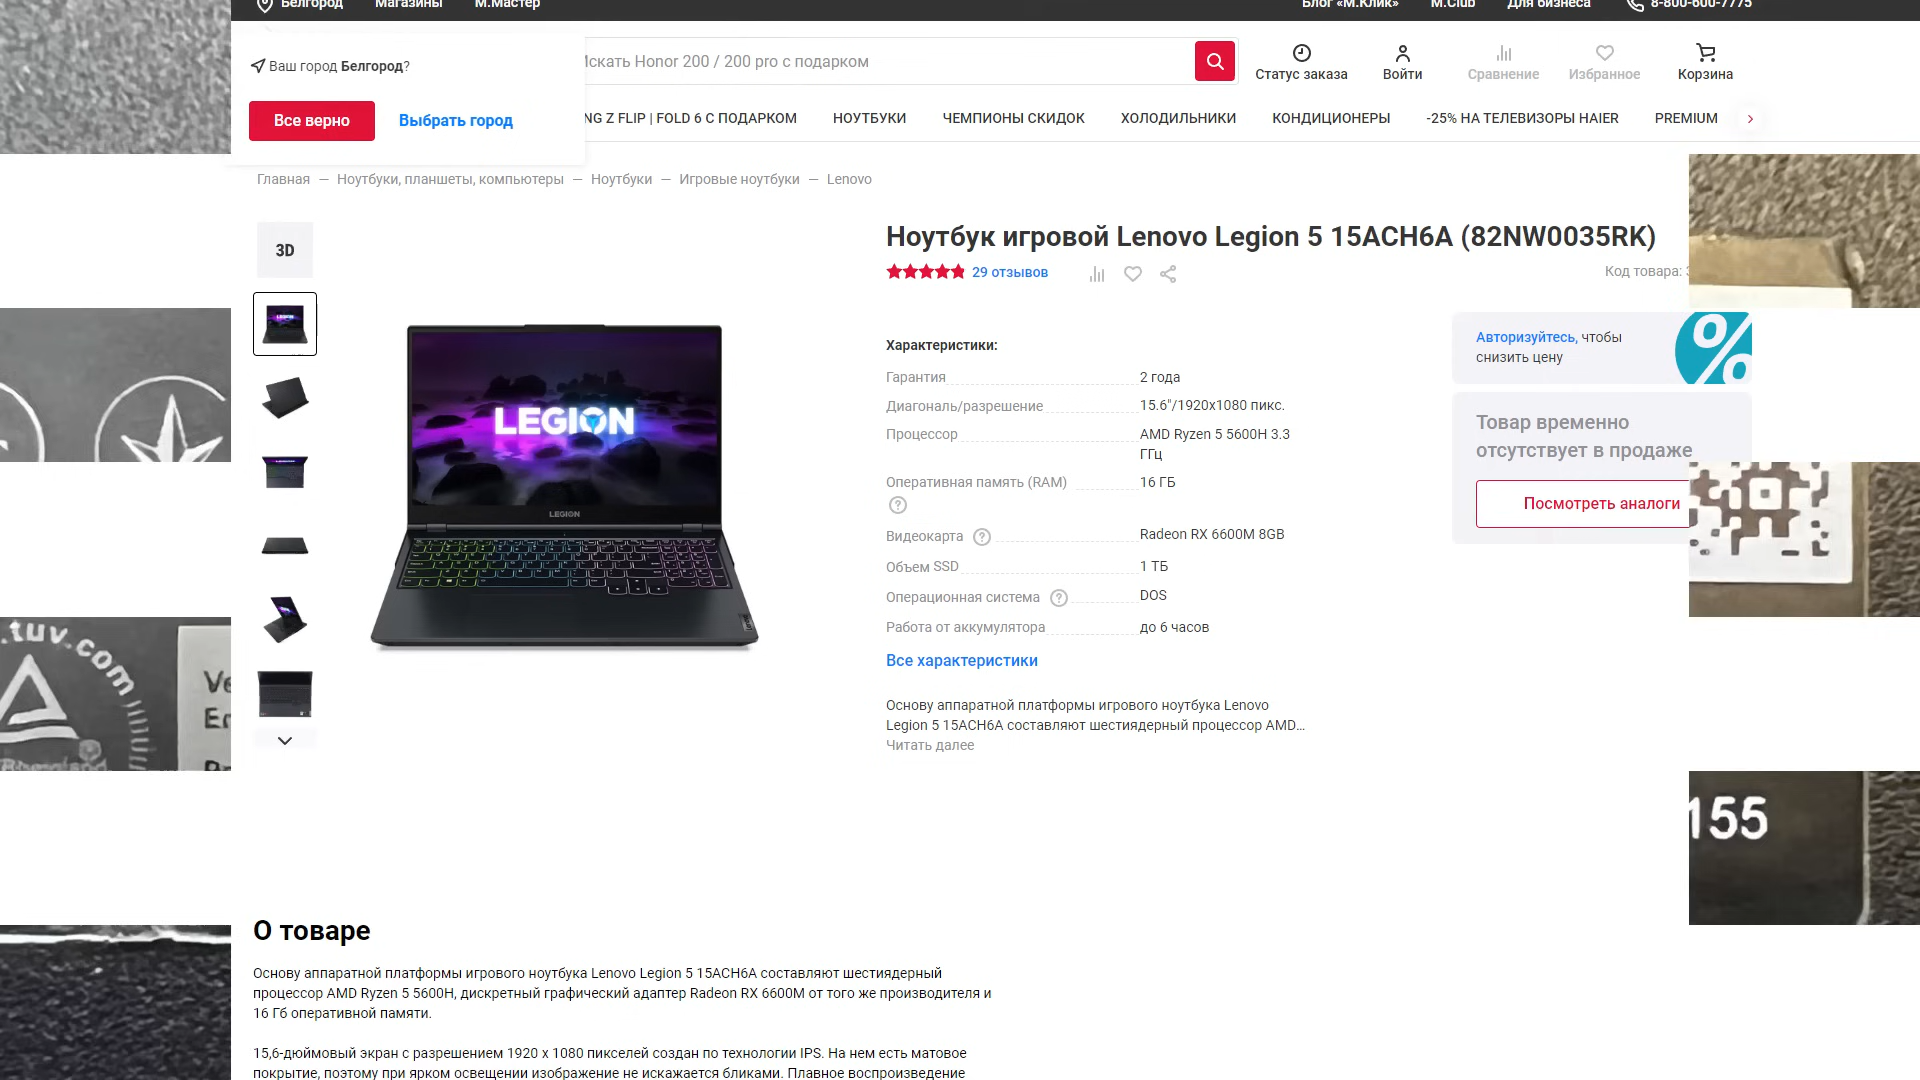 Белгород
Магазины
М.Мастер
Блог «М.Клик»
M.Club
Для бизнеса
8-800-600-7775
Ваш город Белгород?
Все верно
Выбрать город
Искать Honor 200 / 200 pro с подарком
Статус заказа
Войти
Сравнение
Избранное
Корзина
NG Z FLIP | FOLD 6 С ПОДАРКОМ
НОУТБУКИ
ЧЕМПИОНЫ СКИДОК
ХОЛОДИЛЬНИКИ
КОНДИЦИОНЕРЫ
-25% НА ТЕЛЕВИЗОРЫ HAIER
PREMIUM
Главная — Ноутбуки, планшеты, компьютеры — Ноутбуки — Игровые ноутбуки — Lenovo
3D
LEGION
LEGION
Ноутбук игровой Lenovo Legion 5 15ACH6A (82NW0035RK)
29 отзывов
Код товара:
Характеристики:
Гарантия 2 года
Диагональ/разрешение 15.6"/1920x1080 пикс.
Процессор AMD Ryzen 5 5600H 3.3
ГГц
Оперативная память (RAM) 16 ГБ
?
Видеокарта ? Radeon RX 6600M 8GB
Объем SSD 1 ТБ
Операционная система ? DOS
Работа от аккумулятора до 6 часов
Все характеристики
Основу аппаратной платформы игрового ноутбука Lenovo
Legion 5 15ACH6A составляют шестиядерный процессор AMD...
Читать далее
Авторизуйтесь, чтобы
снизить цену
%
Товар временно
отсутствует в продаже
Посмотреть аналоги
.tuv.com
Ve
En
155
О товаре
Основу аппаратной платформы игрового ноутбука Lenovo Legion 5 15ACH6A составляют шестиядерный
процессор AMD Ryzen 5 5600H, дискретный графический адаптер Radeon RX 6600M от того же производителя и
16 Гб оперативной памяти.
15,6-дюймовый экран с разрешением 1920 x 1080 пикселей создан по технологии IPS. На нем есть матовое
покрытие, поэтому при ярком освещении изображение не искажается бликами. Плавное воспроизведение